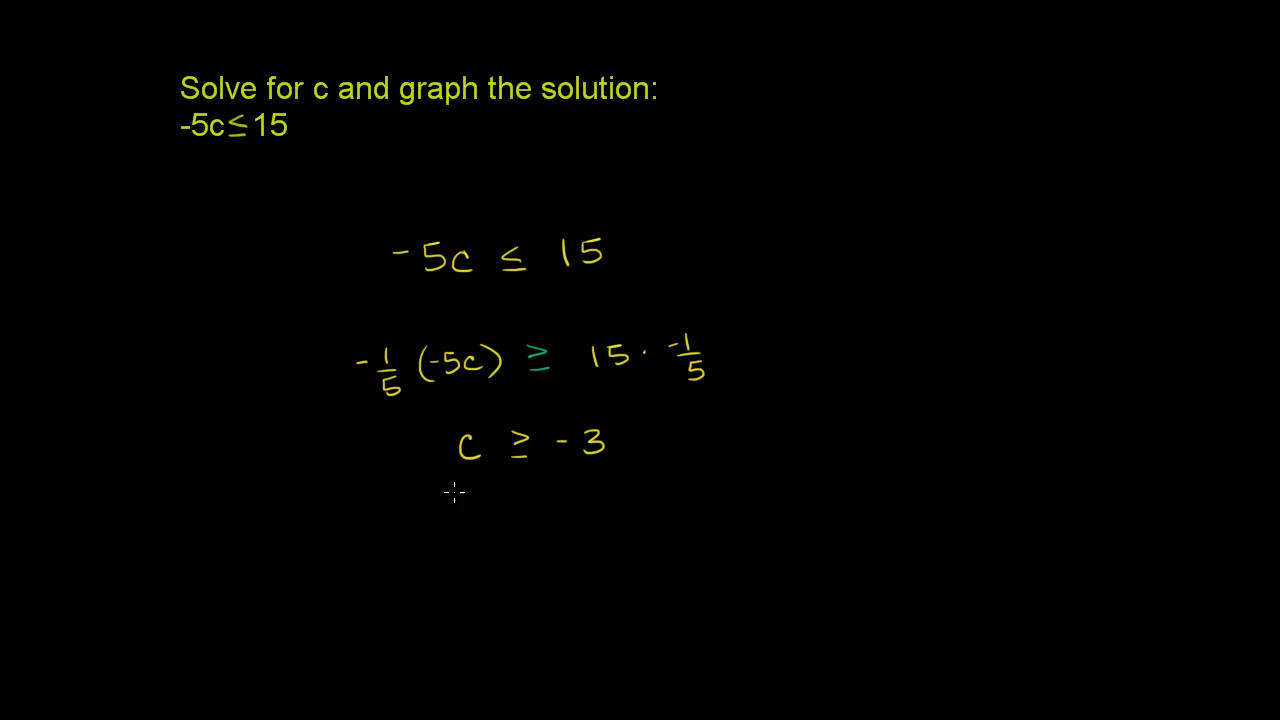 Solve for c and graph the solution:
-5c≤15
-5c ≤ 15
-1/5 (-5c) ≥ 15 · -1/5
c ≥ -3